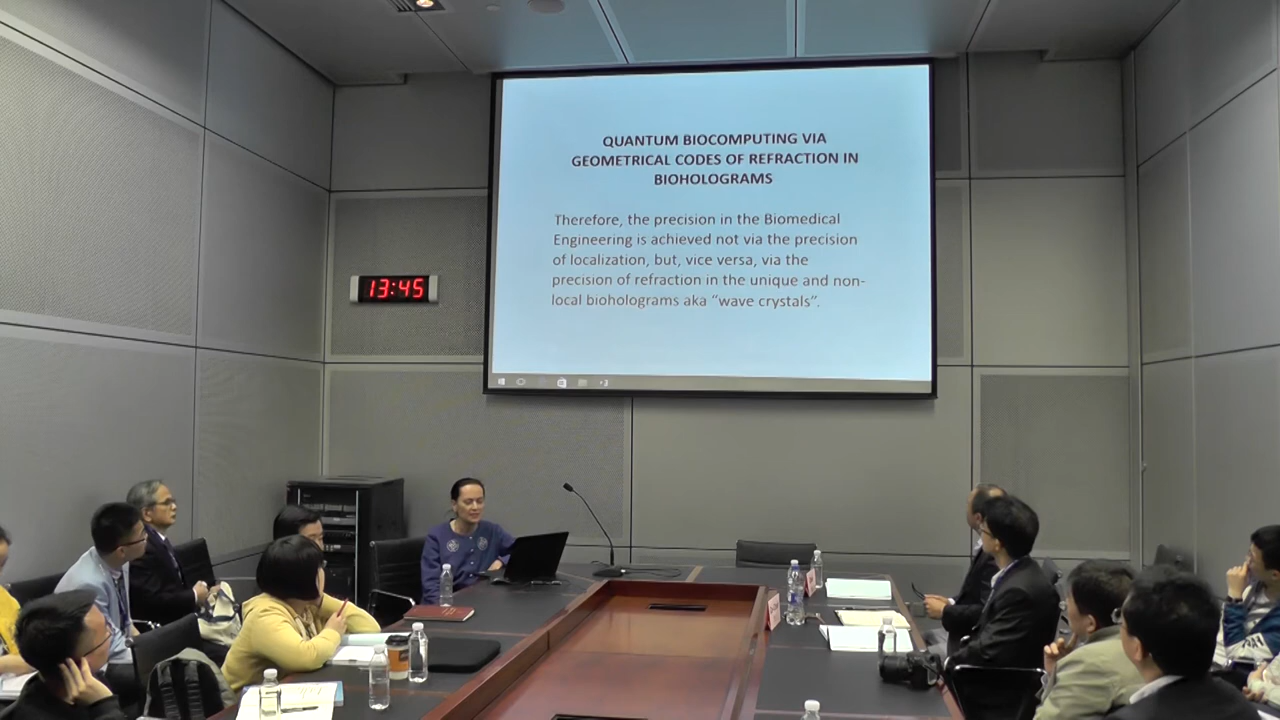 QUANTUM BIOCOMPUTING VIA
GEOMETRICAL CODES OF REFRACTION IN
BIOHOLOGRAMS
Therefore, the precision in the Biomedical
Engineering is achieved not via the precision
of localization, but, vice versa, via the
precision of refraction in the unique and non-
local bioholograms aka “wave crystals”.
13:45